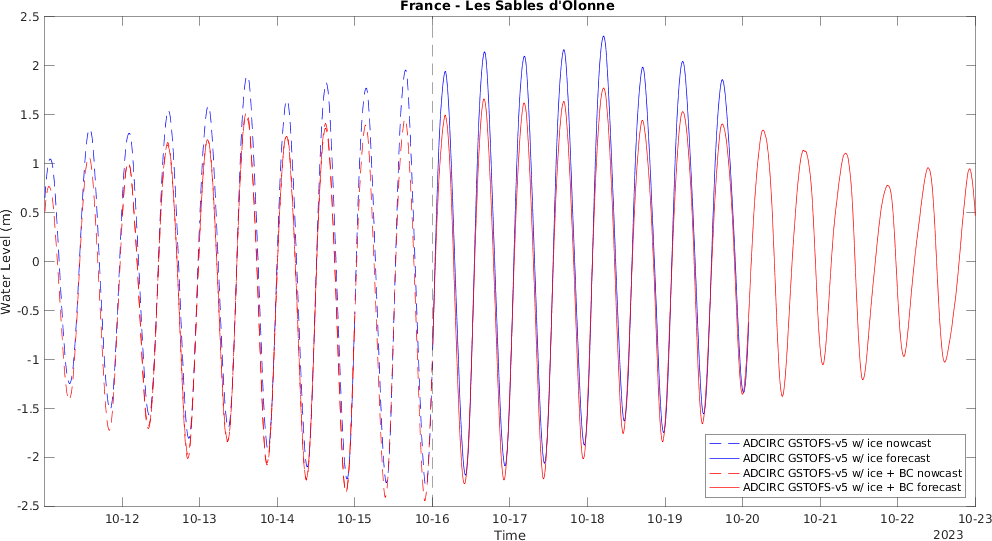 France - Les Sables d'Olonne
2.5
2
1.5
1
0.5
0
-0.5
-1
-1.5
-2
-2.5
Water Level (m)
ADCIRC GSTOFS-v5 w/ ice nowcast
ADCIRC GSTOFS-v5 w/ ice forecast
ADCIRC GSTOFS-v5 w/ ice + BC nowcast
ADCIRC GSTOFS-v5 w/ ice + BC forecast
10-12 10-13 10-14 10-15 10-16 10-17 10-18 10-19 10-20 10-21 10-22 10-23
Time
2023